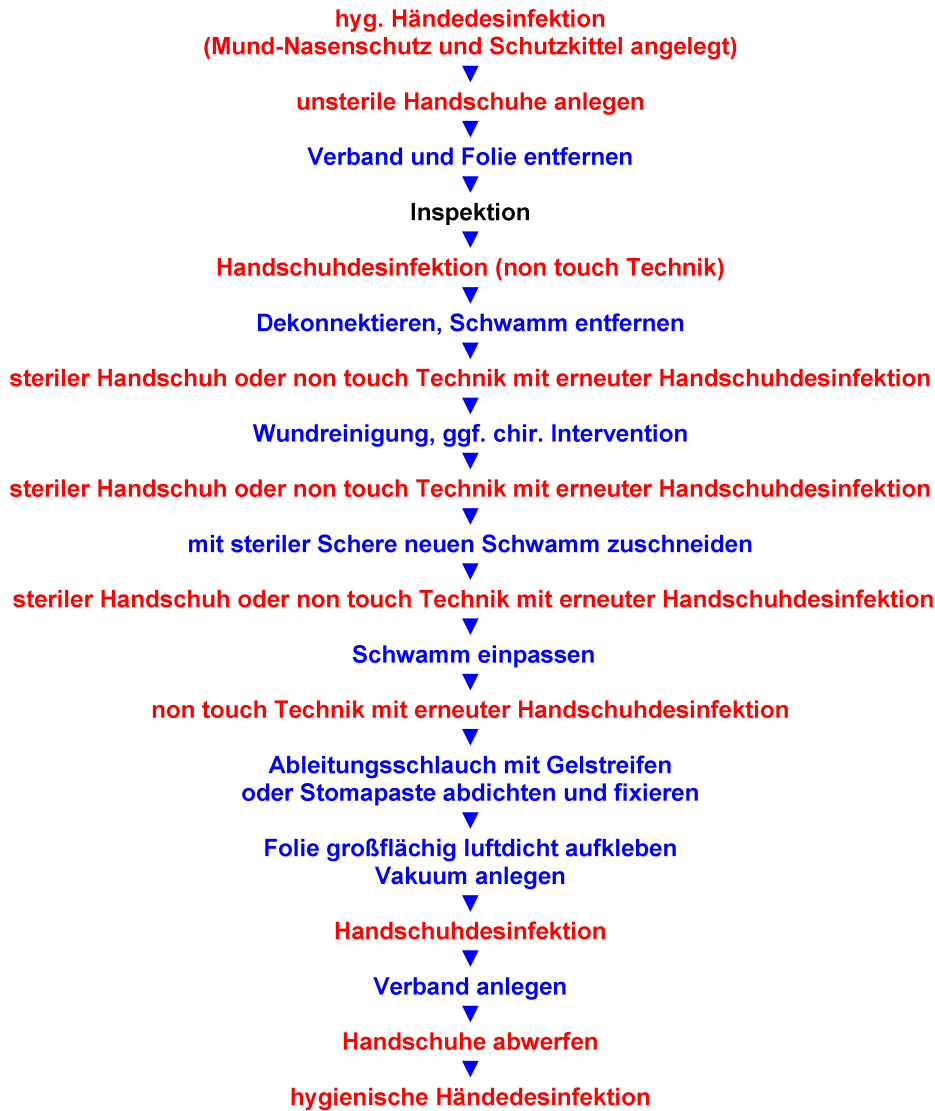 hyg. Händedesinfektion
(Mund-Nasenschutz und Schutzkittel angelegt)
unsterile Handschuhe anlegen
Verband und Folie entfernen
Inspektion
Handschuhdesinfektion (non touch Technik)
Dekonnektieren, Schwamm entfernen
steriler Handschuh oder non touch Technik mit erneuter Handschuhdesinfektion
Wundreinigung, ggf. chir. Intervention
steriler Handschuh oder non touch Technik mit erneuter Handschuhdesinfektion
mit steriler Schere neuen Schwamm zuschneiden
steriler Handschuh oder non touch Technik mit erneuter Handschuhdesinfektion
Schwamm einpassen
non touch Technik mit erneuter Handschuhdesinfektion
Ableitungsschlauch mit Gelstreifen
oder Stomapaste abdichten und fixieren
Folie großflächig luftdicht aufkleben
Vakuum anlegen
Handschuhdesinfektion
Verband anlegen
Handschuhe abwerfen
hygienische Händedesinfektion